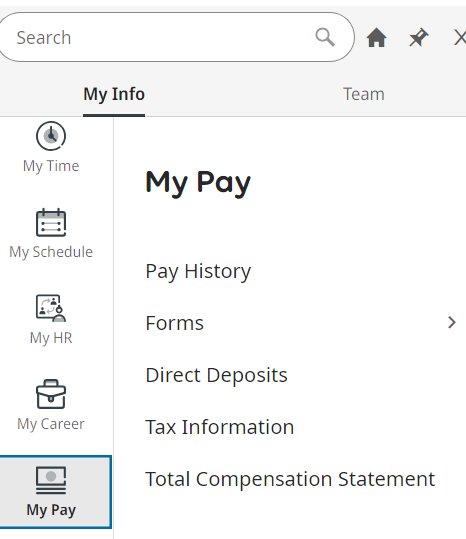 Search
My Info
Team
My Time
My Schedule
My HR
My Career
My Pay
My Pay
Pay History
Forms
Direct Deposits
Tax Information
Total Compensation Statement